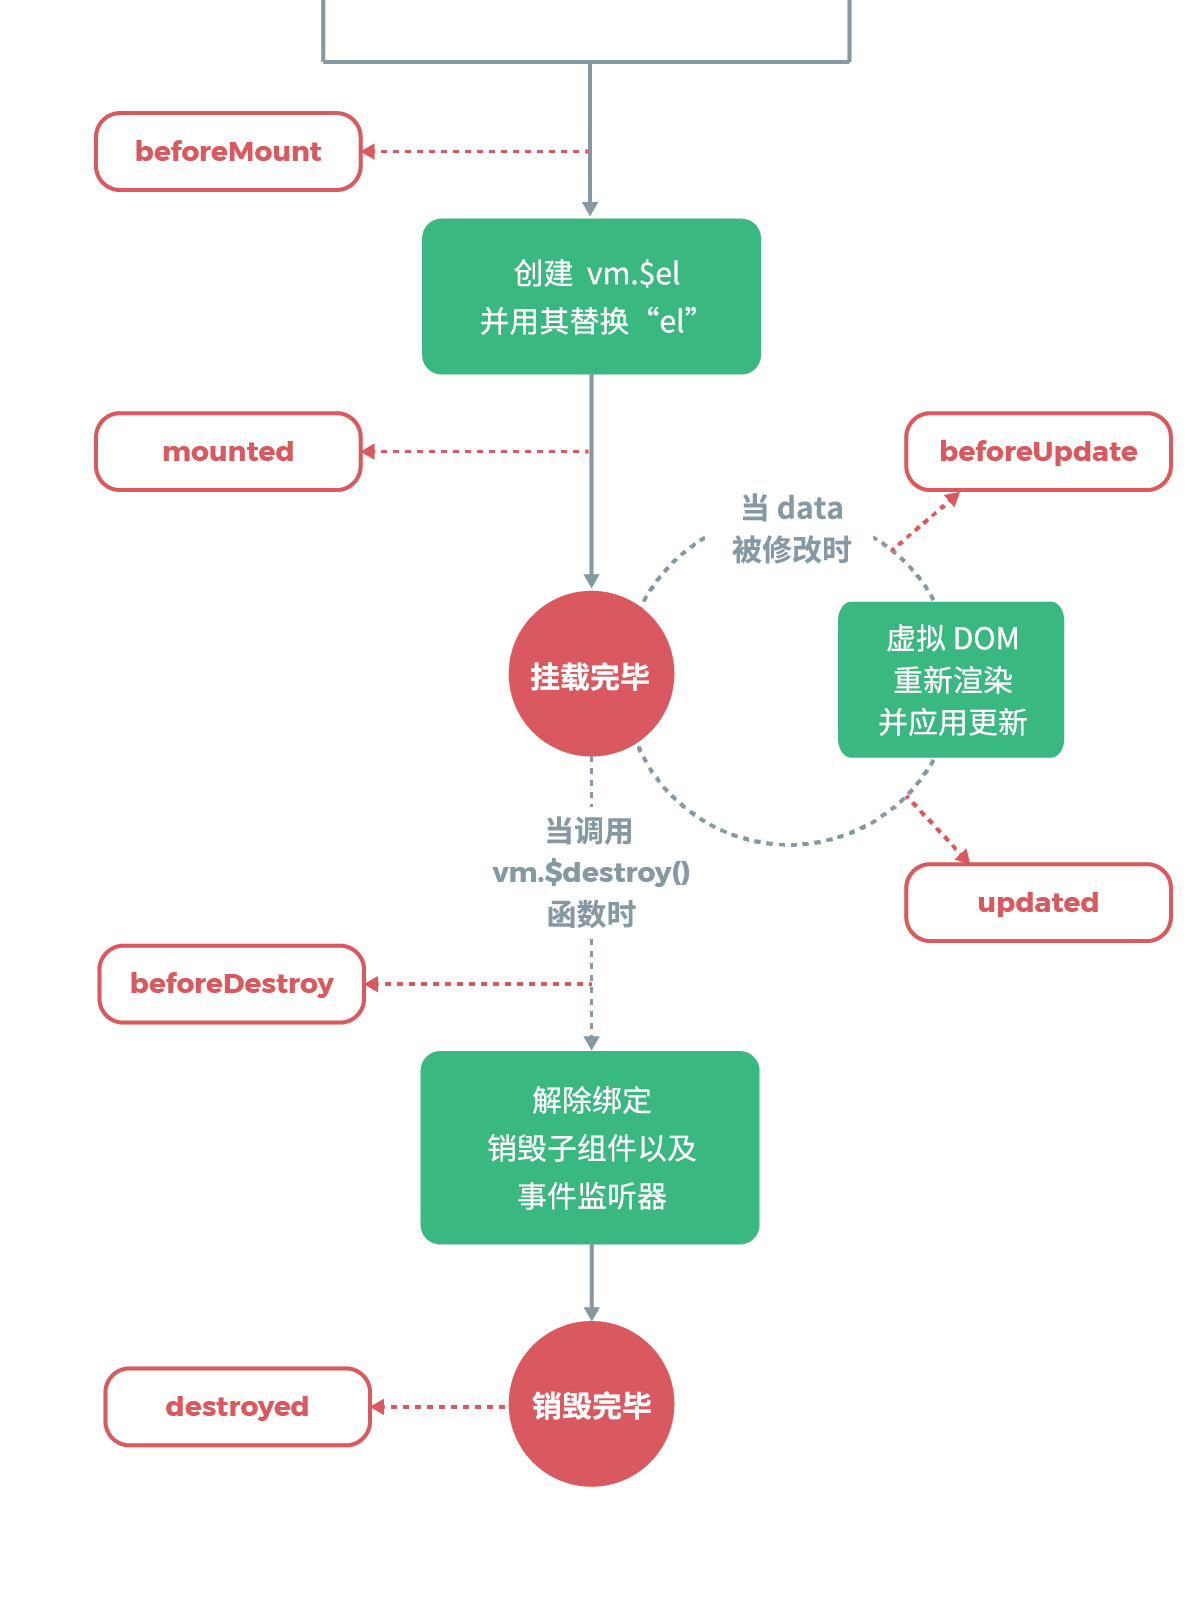 beforeMount
创建 vm.$el
并用其替换“el”
mounted
beforeUpdate
当 data
被修改时
虚拟 DOM
重新渲染
并应用更新
挂载完毕
当调用
vm.$destroy()
函数时
updated
beforeDestroy
解除绑定
销毁子组件以及
事件监听器
销毁完毕
destroyed